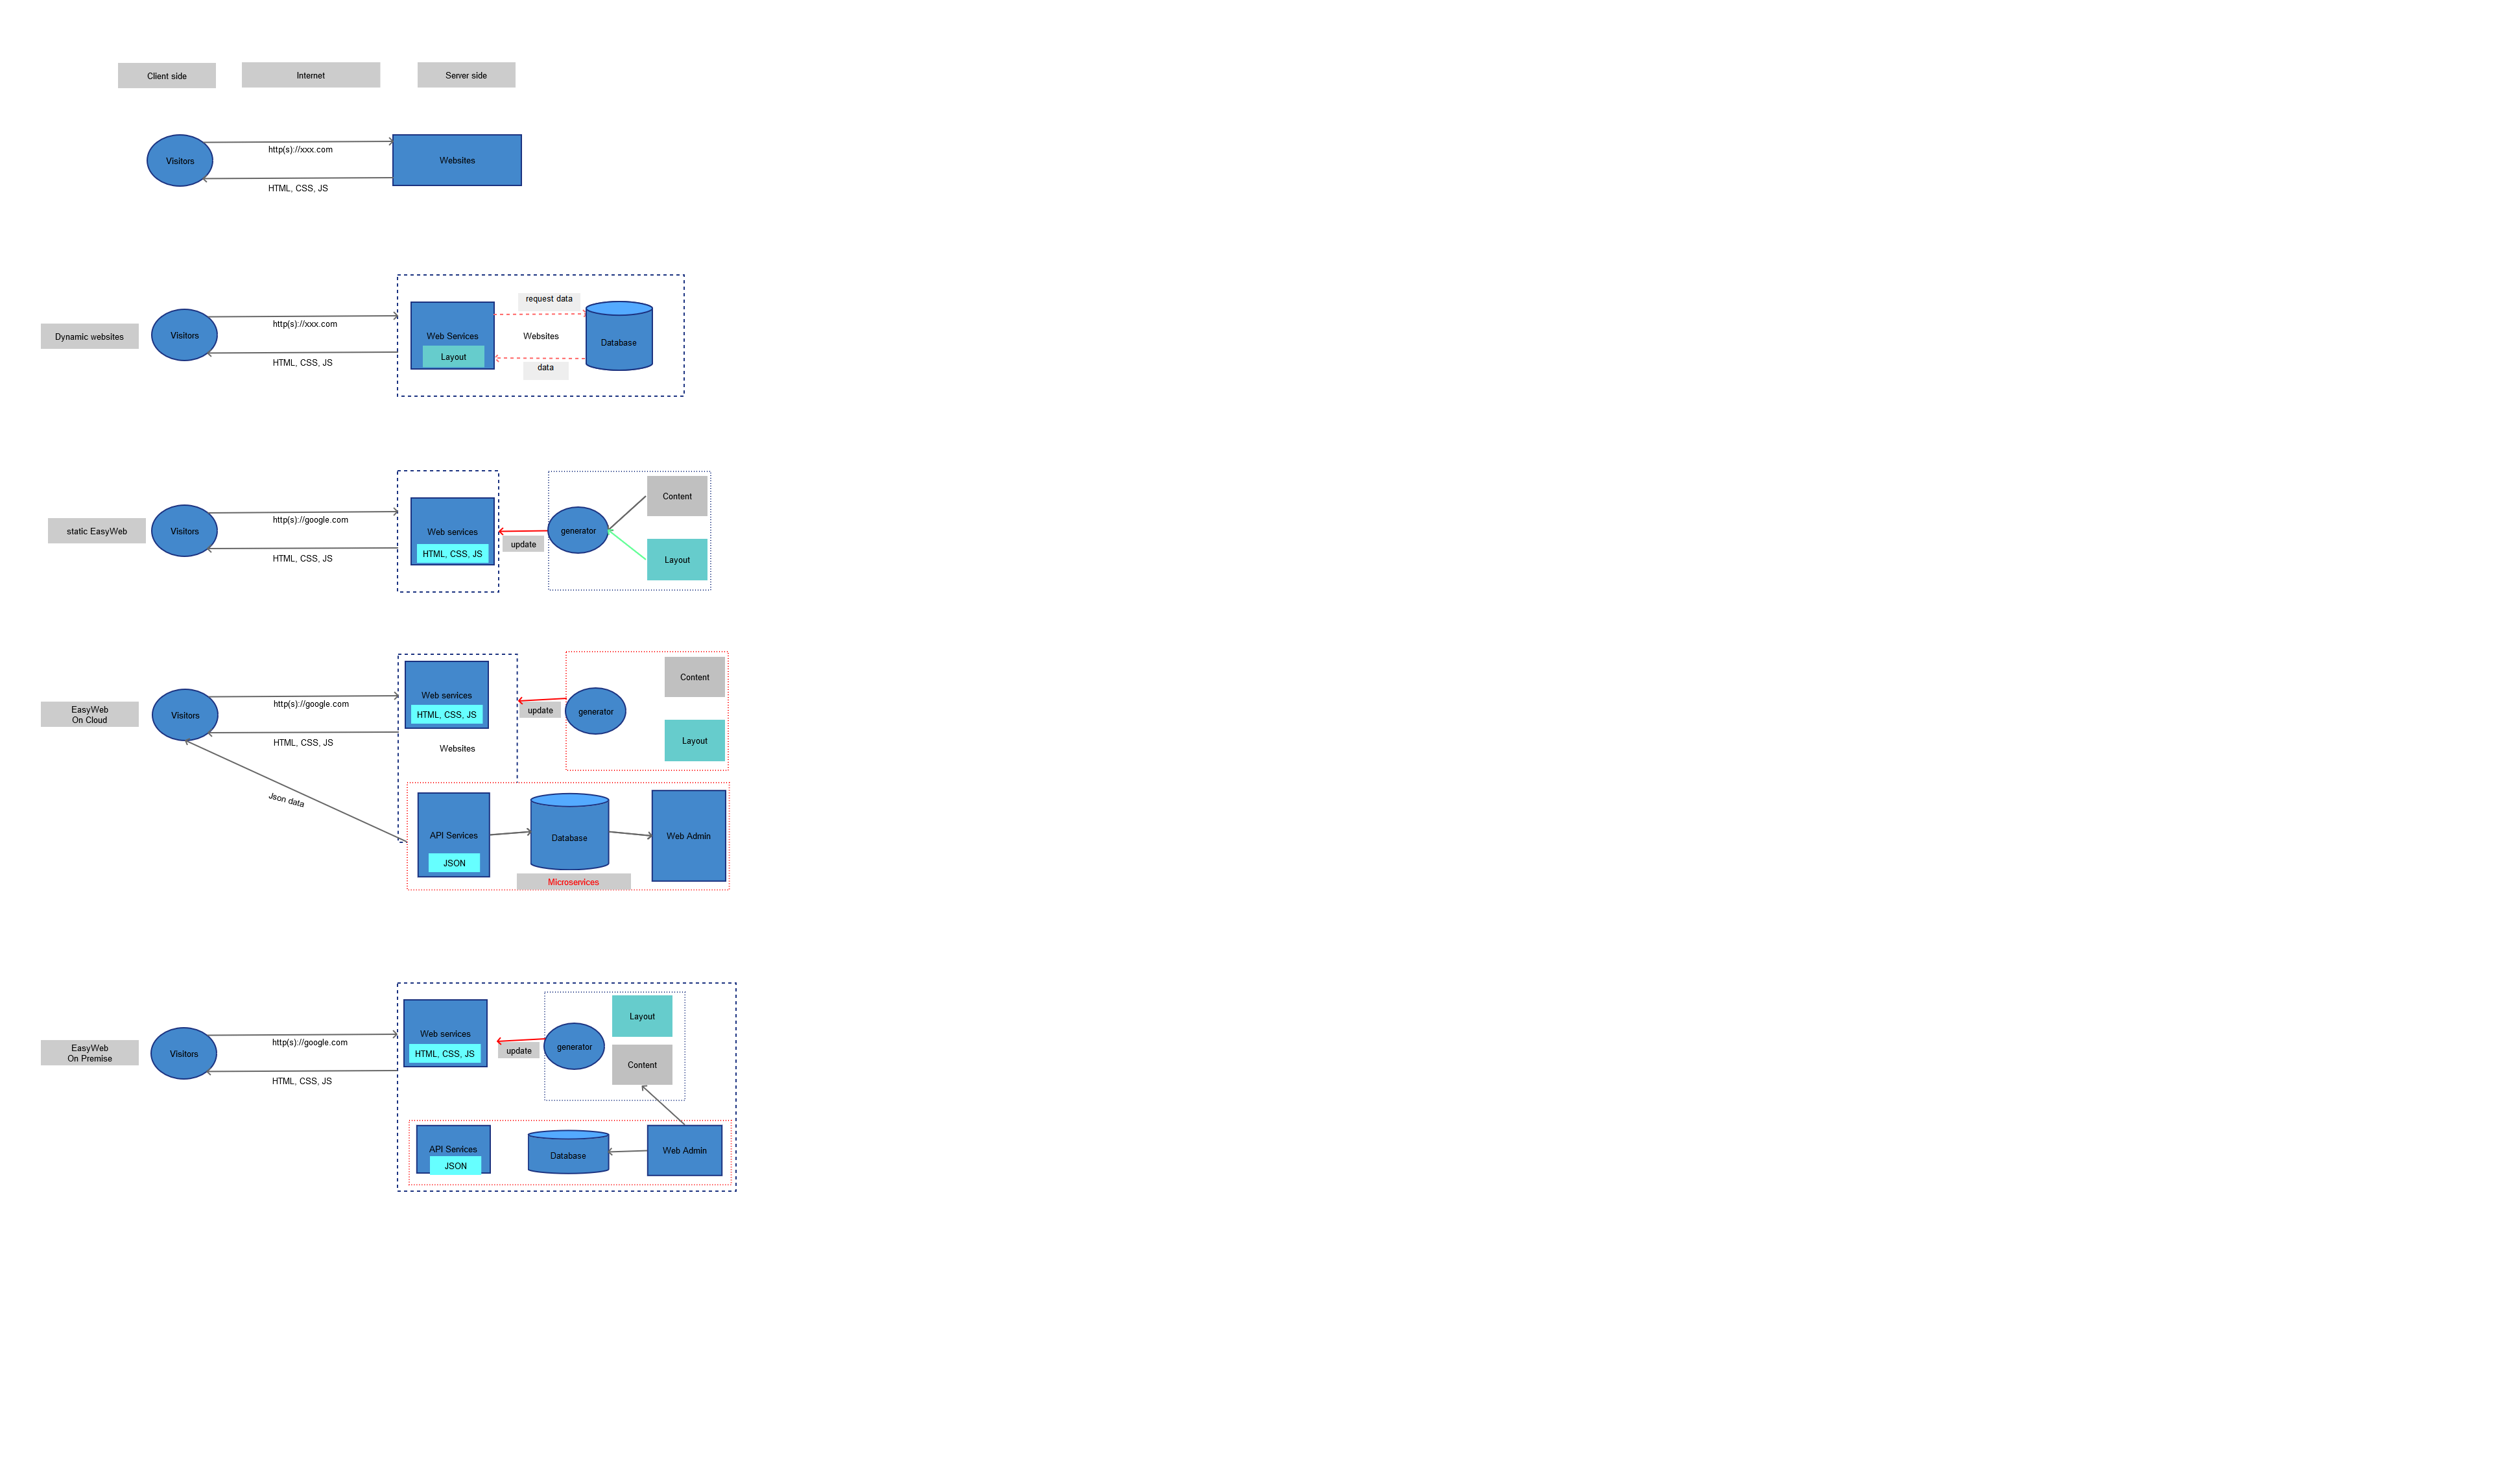 Client side
Internet
Server side
Visitors
http(s)://xxx.com
HTML, CSS, JS
Websites
Dynamic websites
Visitors
http(s)://xxx.com
HTML, CSS, JS
Web Services
Layout
request data
Websites
data
Database
static EasyWeb
Visitors
http(s)://google.com
HTML, CSS, JS
Web services
HTML, CSS, JS
update
generator
Content
Layout
EasyWeb
On Cloud
Visitors
http(s)://google.com
HTML, CSS, JS
Json data
Web services
HTML, CSS, JS
Websites
update
generator
Content
Layout
API Services
JSON
Database
Web Admin
Microservices
EasyWeb
On Premise
Visitors
http(s)://google.com
HTML, CSS, JS
Web services
HTML, CSS, JS
update
generator
Layout
Content
API Services
JSON
Database
Web Admin